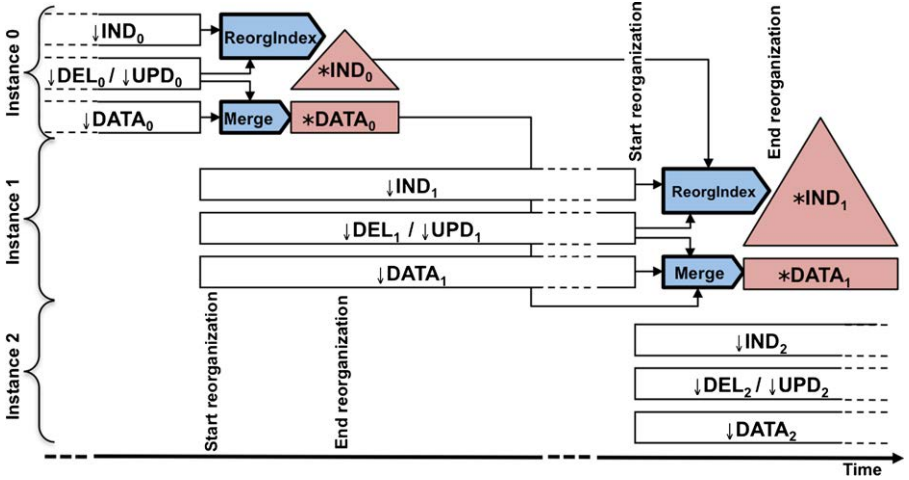 Instance 0
↓IND₀
ReorgIndex
↓DEL₀ / ↓UPD₀
∗IND₀
↓DATA₀
Merge
∗DATA₀
Start reorganization
End reorganization
Instance 1
↓IND₁
ReorgIndex
∗IND₁
↓DEL₁ / ↓UPD₁
↓DATA₁
Merge
∗DATA₁
Instance 2
Start reorganization
End reorganization
↓IND₂
↓DEL₂ / ↓UPD₂
↓DATA₂
Time